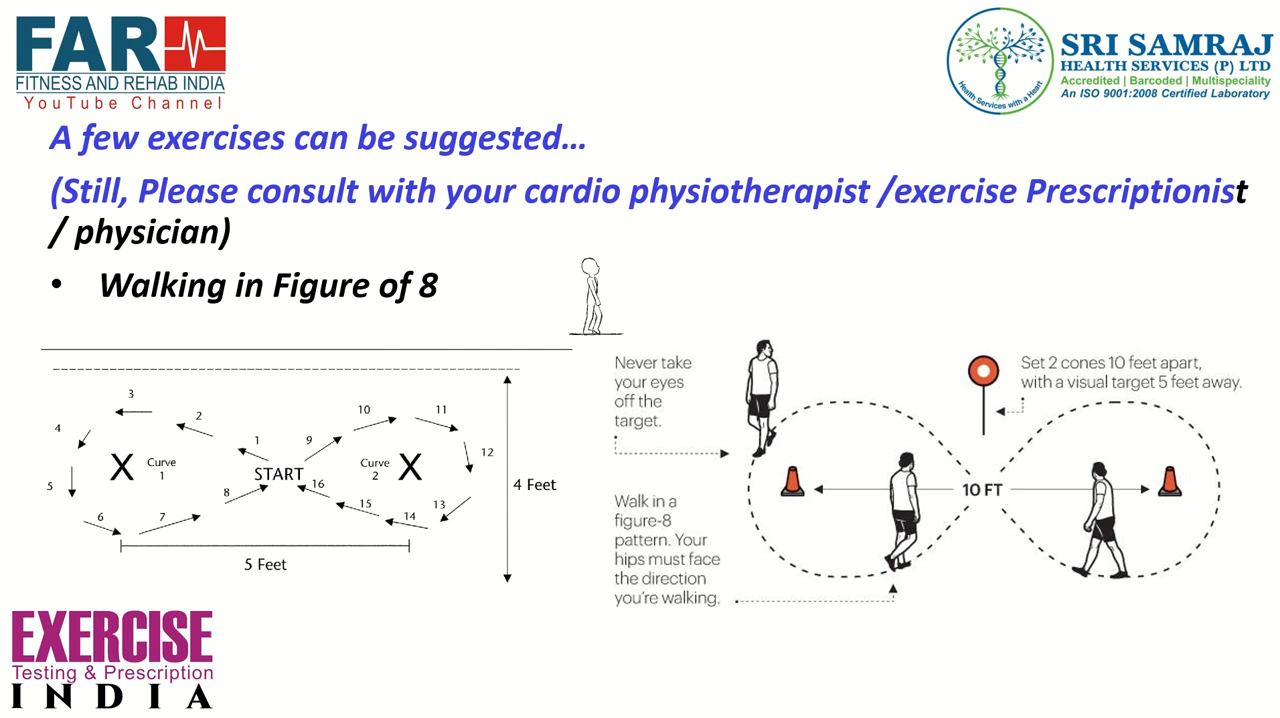 FAR
FITNESS AND REHAB INDIA
YouTube Channel
Health Services with a Heart
SRI SAMRAJ
HEALTH SERVICES (P) LTD
Accredited | Barcoded | Multispeciality
An ISO 9001:2008 Certified Laboratory
A few exercises can be suggested...
(Still, Please consult with your cardio physiotherapist /exercise Prescriptionist
/ physician)
• Walking in Figure of 8
3
2
4
1
X
Curve
1
5
6
7
8
START
9
10
11
12
Curve
2
X
16
15
14
13
4 Feet
5 Feet
Never take
your eyes
off the
target.
Set 2 cones 10 feet apart,
with a visual target 5 feet away.
10 FT
Walk in a
figure-8
pattern. Your
hips must face
the direction
you're walking.
EXERCISE
Testing & Prescription
INDIA